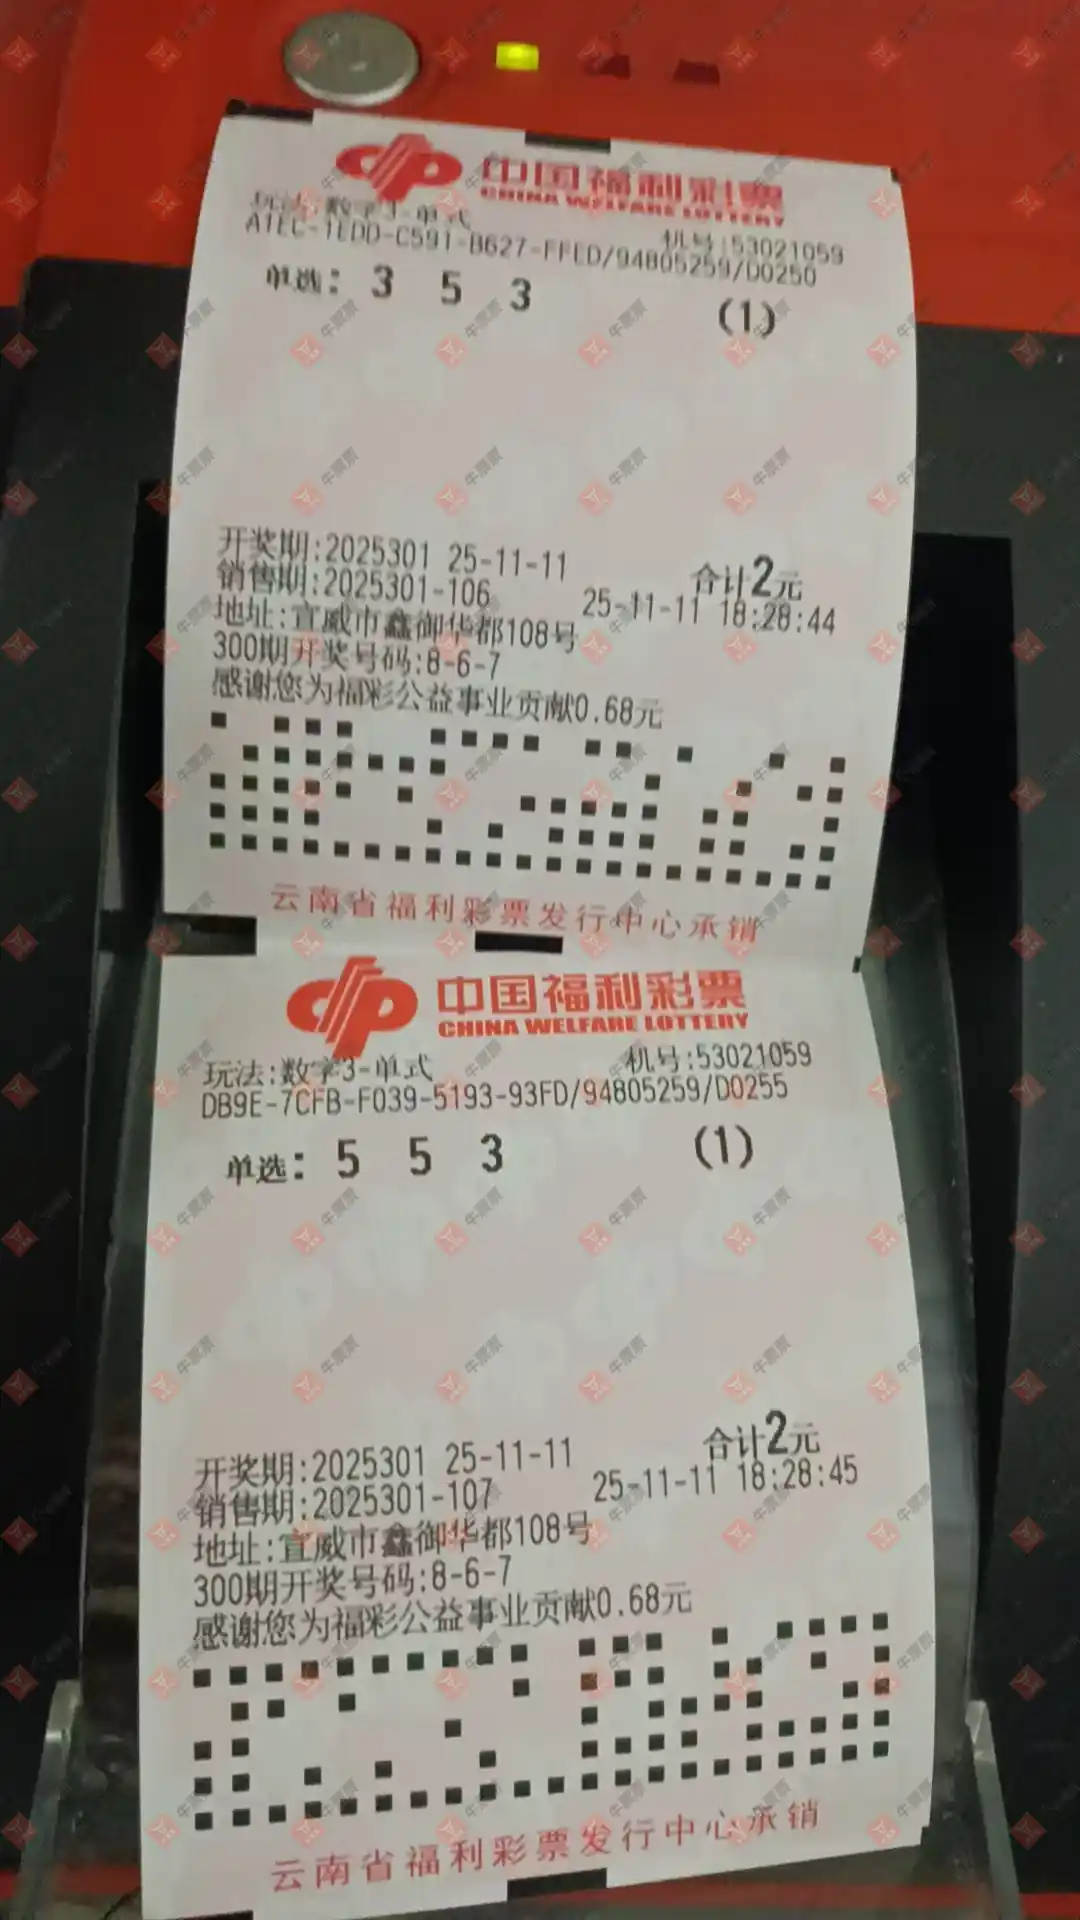 中国福利彩票
CHINA WELFARE LOTTERY
玩法:数字3-单式
机号:53021059
A1EC-1EDD-C591-B627-FFED/94805259/D0250
单选: 3 5 3 (1)
开奖期:2025301 25-11-11
合计2元
销售期:2025301-106
25-11-11 18:28:44
地址:宣威市鑫御华都108号
300期开奖号码:8-6-7
感谢您为福彩公益事业贡献0.68元
云南省福利彩票发行中心承销
中国福利彩票
CHINA WELFARE LOTTERY
玩法:数字3-单式
机号:53021059
DB9E-7CFB-F039-5193-93FD/94805259/D0255
单选: 5 5 3 (1)
开奖期:2025301 25-11-11
合计2元
销售期:2025301-107
25-11-11 18:28:45
地址:宣威市鑫御华都108号
300期开奖号码:8-6-7
感谢您为福彩公益事业贡献0.68元
云南省福利彩票发行中心承销
牛票票